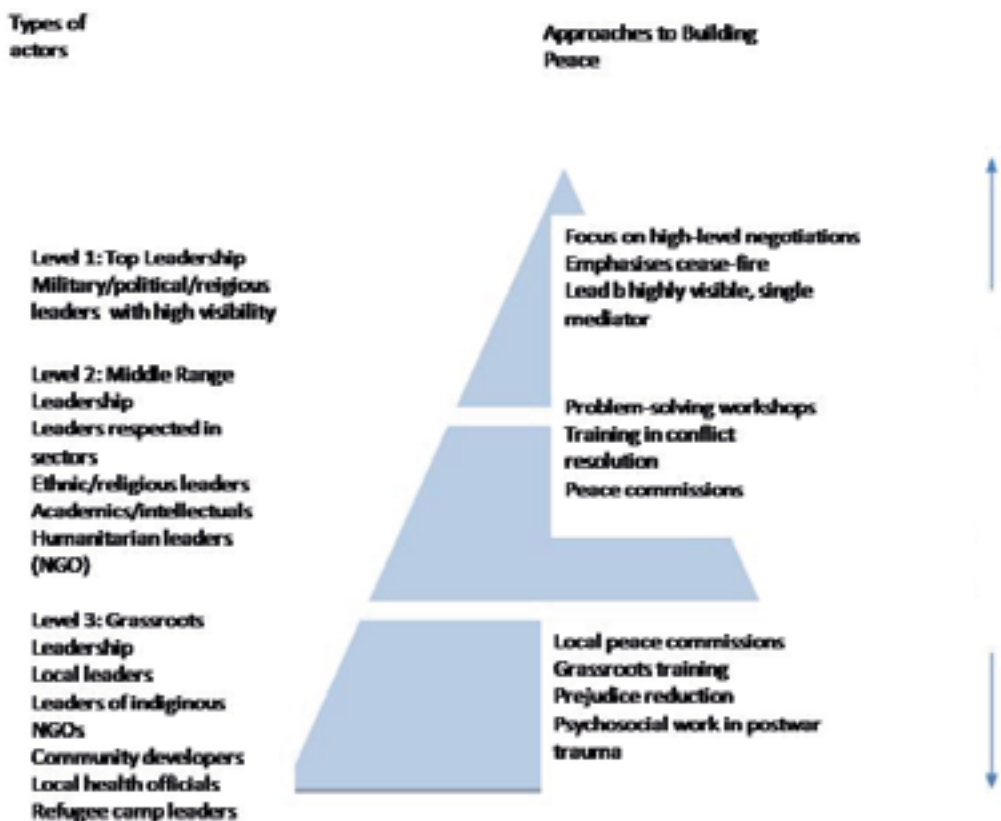 Types of
actors
Approaches to Building
Peace
Level 1: Top Leadership
Military/political/reigious
leaders with high visibility
Focus on high-level negotiations
Emphasises cease-fire
Lead b highly visible, single
mediator
Level 2: Middle Range
Leadership
Leaders respected in
sectors
Ethnic/religious leaders
Academics/intellectuals
Humanitarian leaders
(NGO)
Problem-solving workshops
Training in conflict
resolution
Peace commissions
Level 3: Grassroots
Leadership
Local leaders
Leaders of indiginous
NGOs
Community developers
Local health officials
Refugee camp leaders
Local peace commissions
Grassroots training
Prejudice reduction
Psychosocial work in postwar
trauma